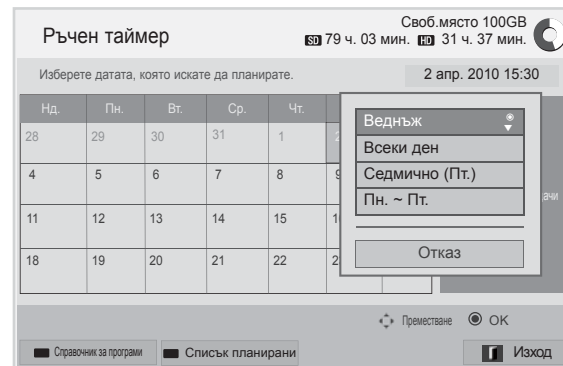 Ръчен таймер
Своб.място 100GB
SD 79 ч. 03 мин. HD 31 ч. 37 мин.
Изберете датата, която искате да планирате.
2 апр. 2010 15:30
Нд. Пн. Вт. Ср. Чт.
28 29 30 31 1 2
4 5 6 7 8 9
11 12 13 14 15
18 19 20 21 22
Веднъж
Всеки ден
Седмично (Пт.)
Пн. ~ Пт.
Отказ
Преместване OK
Справочник за програми Списък планирани Изход